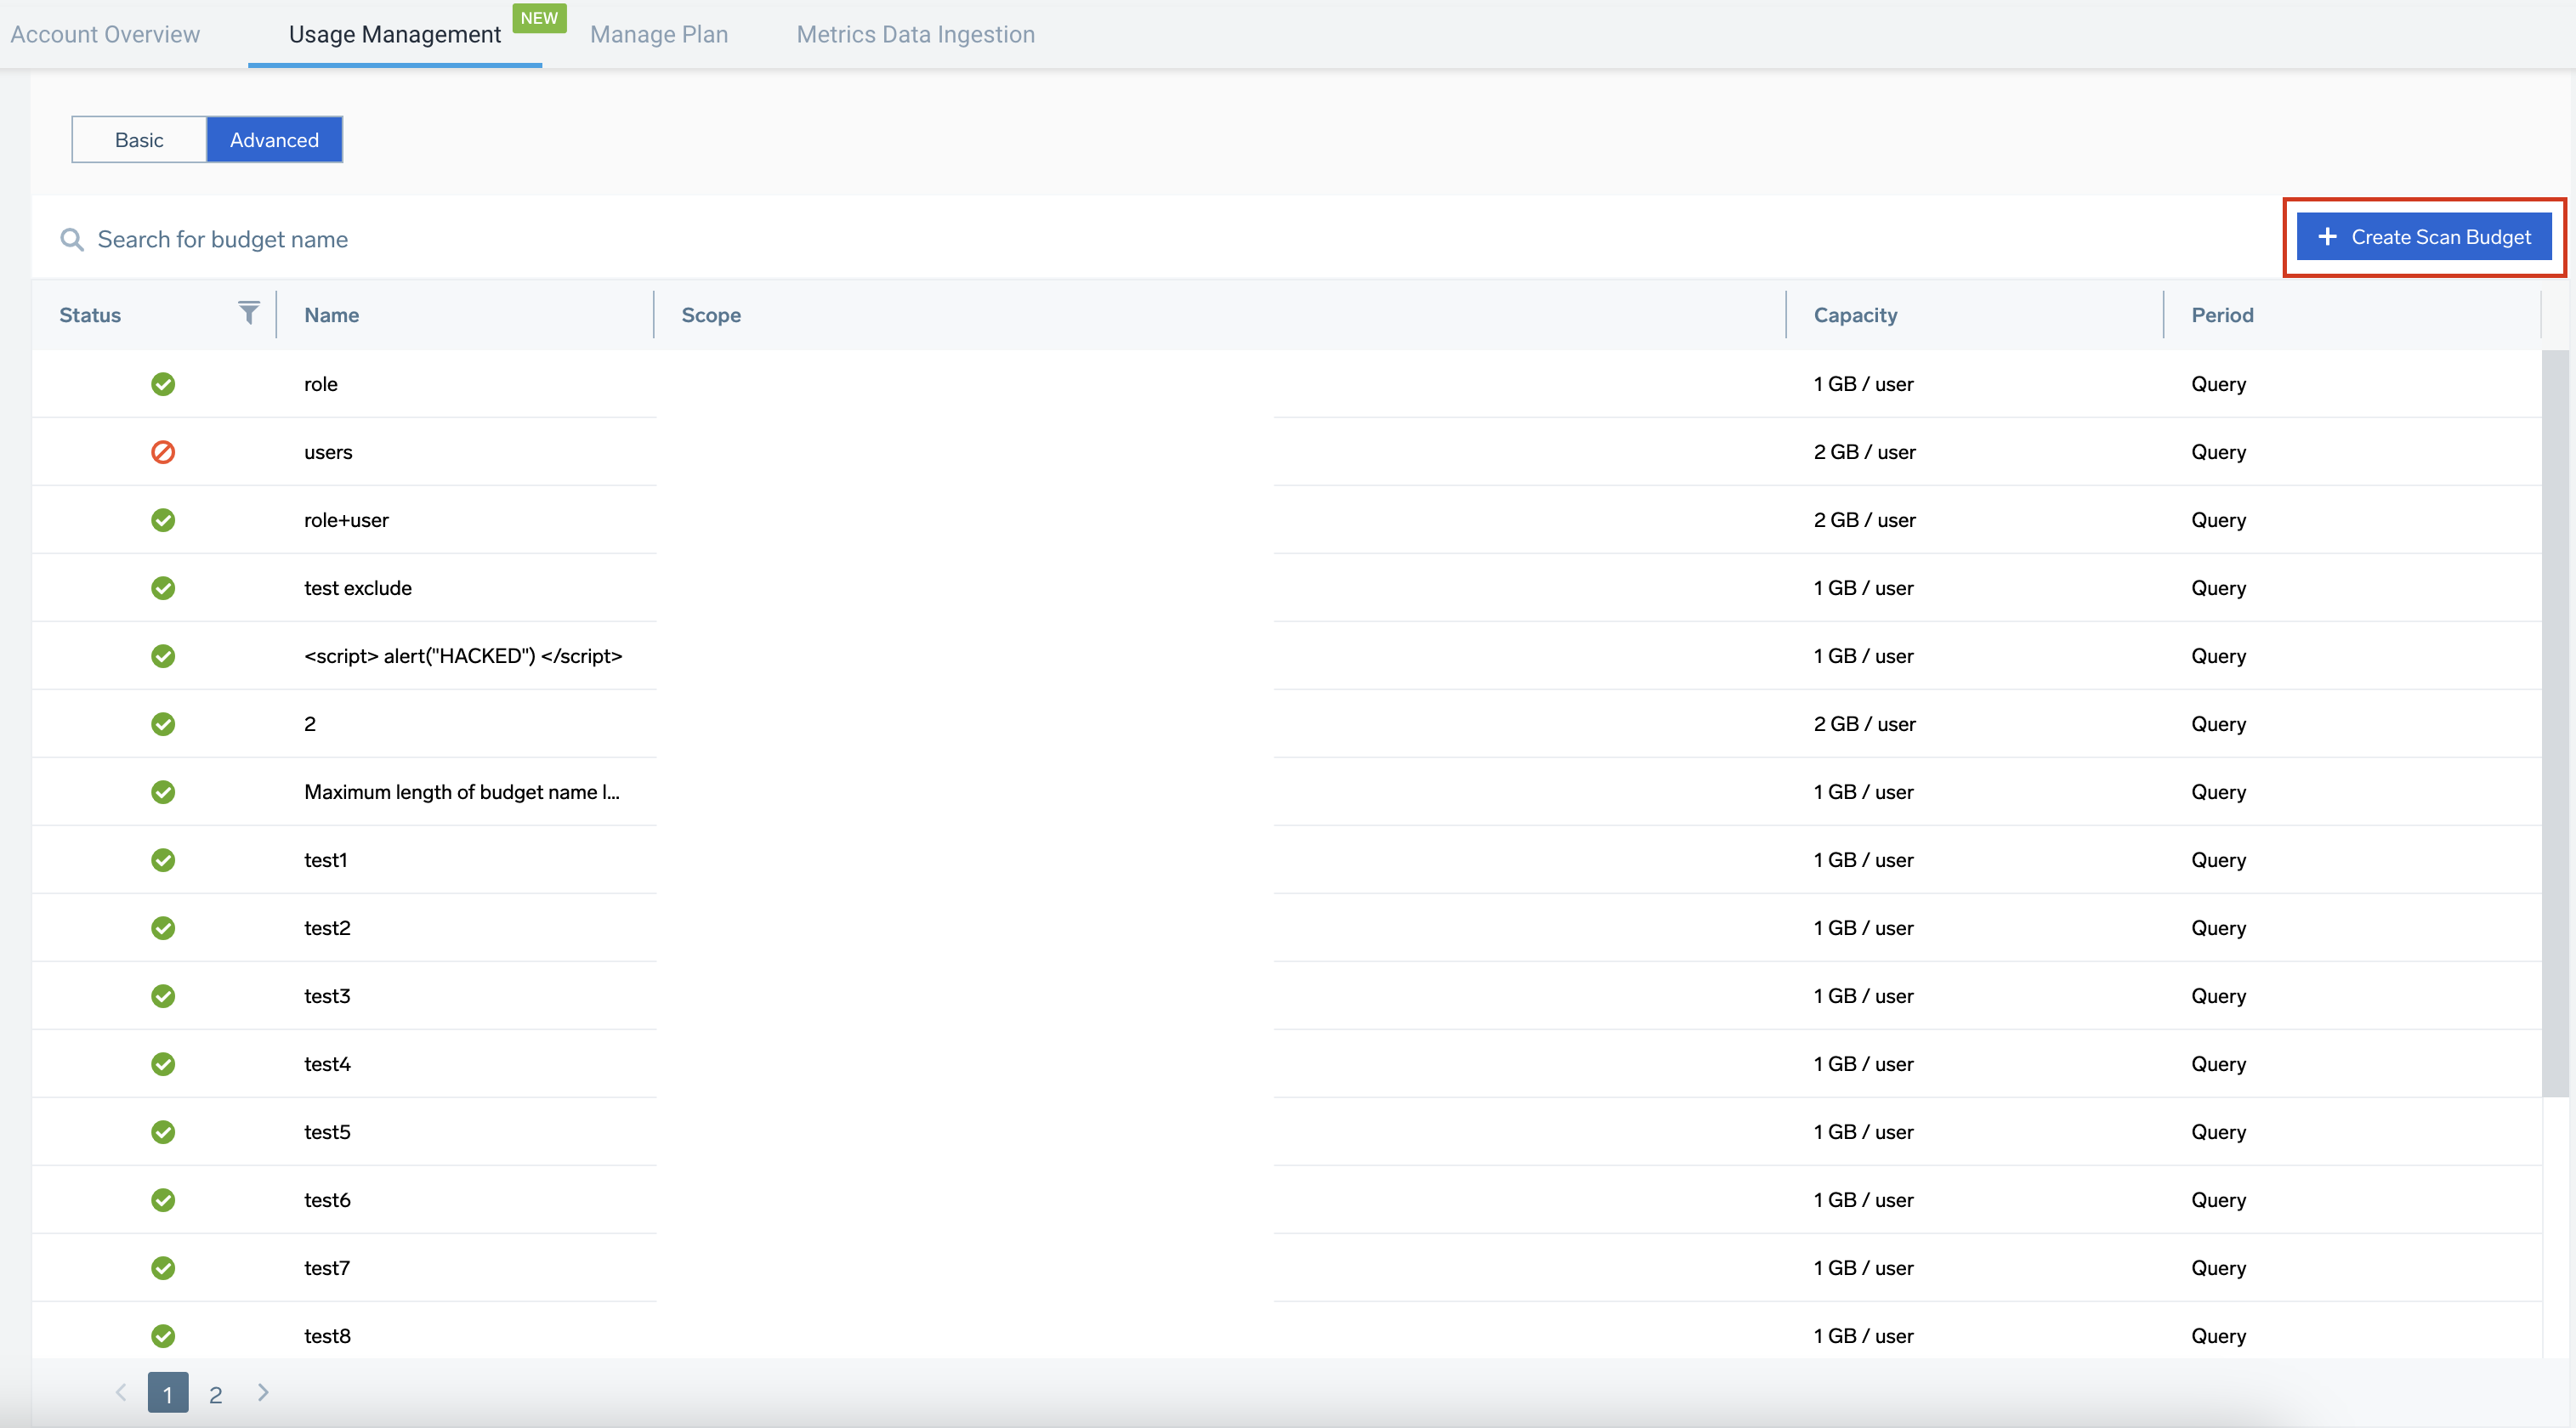 Account Overview Usage Management NEW Manage Plan Metrics Data Ingestion
Basic Advanced
Search for budget name + Create Scan Budget
Status Name Scope Capacity Period
role 1 GB / user Query
users 2 GB / user Query
role+user 2 GB / user Query
test exclude 1 GB / user Query
<script> alert("HACKED") </script> 1 GB / user Query
2 2 GB / user Query
Maximum length of budget name l... 1 GB / user Query
test1 1 GB / user Query
test2 1 GB / user Query
test3 1 GB / user Query
test4 1 GB / user Query
test5 1 GB / user Query
test6 1 GB / user Query
test7 1 GB / user Query
test8 1 GB / user Query
1 2